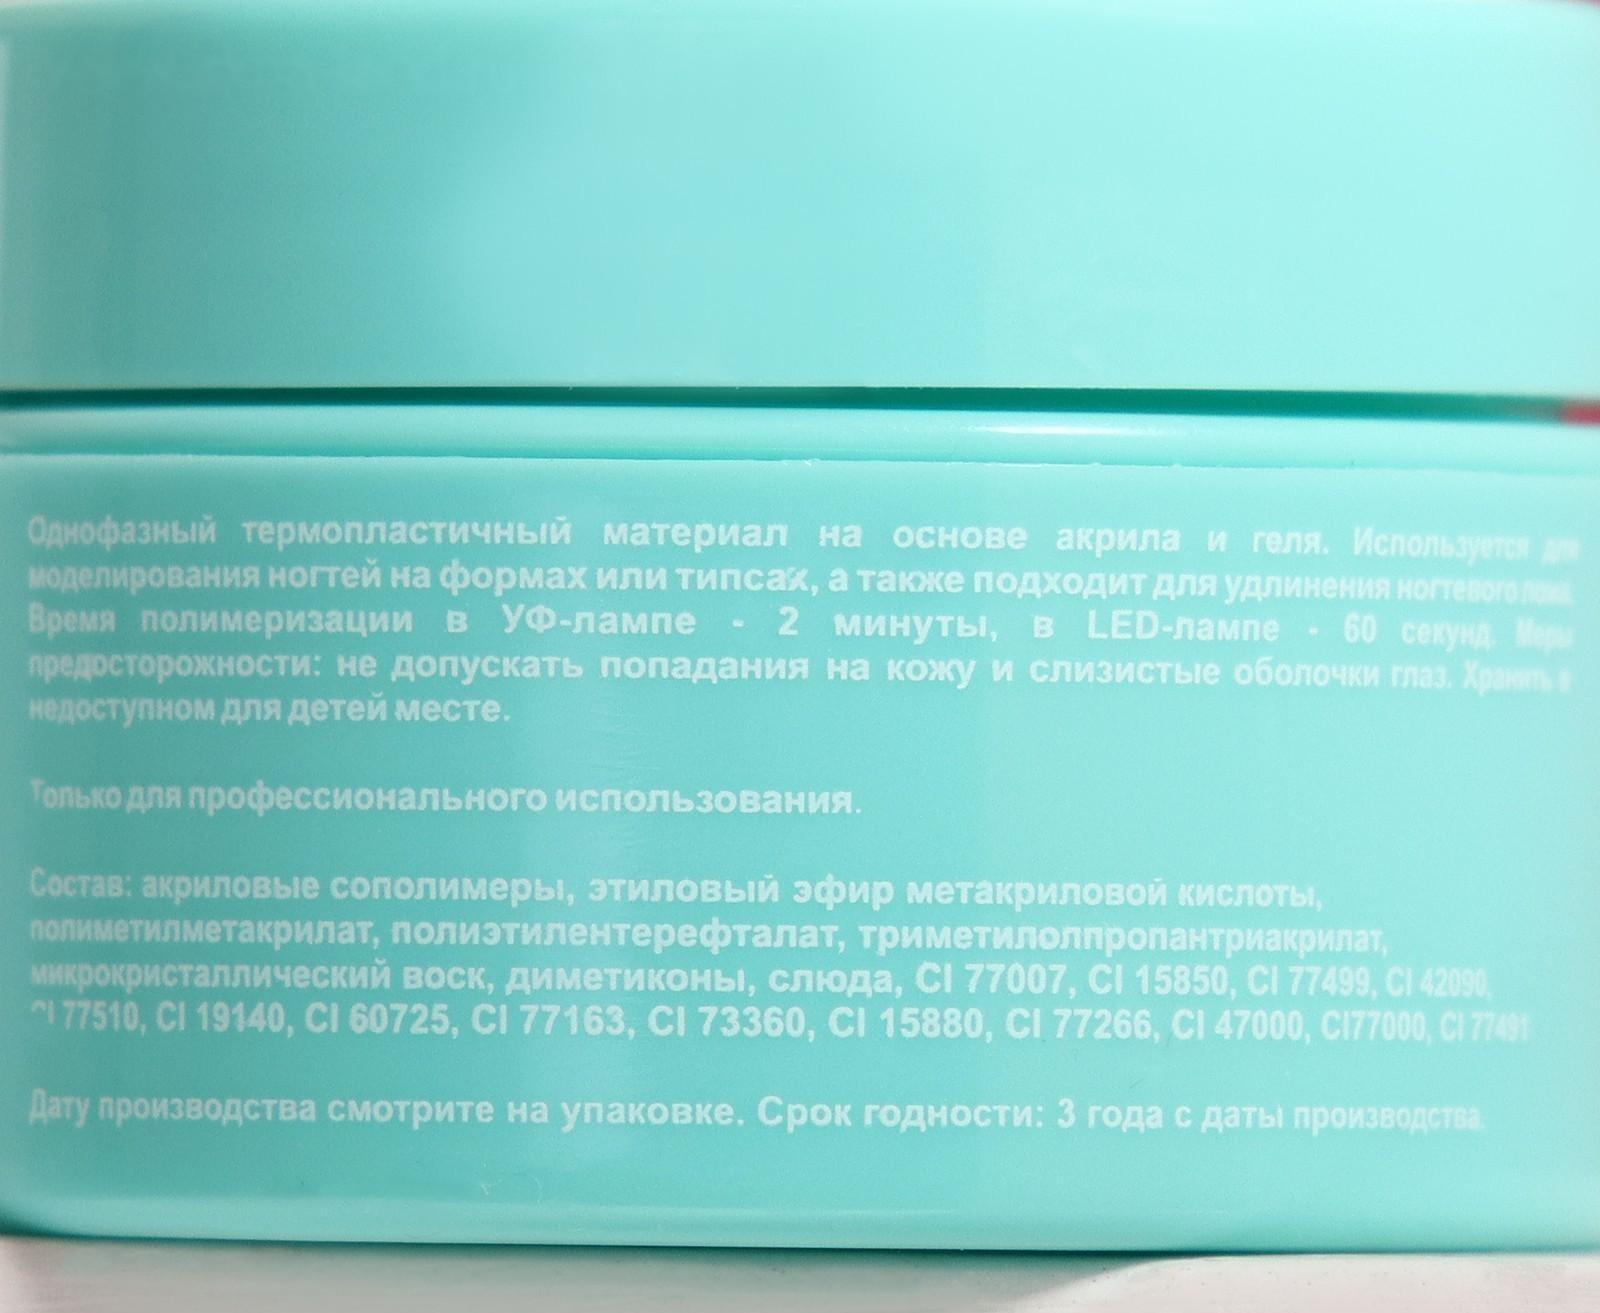 Однофазный термопластичный материал на основе акрила и геля. Используется для
моделирования ногтей на формах или типсах, а также подходит для удлинения ногтевого ложа.
Время полимеризации в УФ-лампе - 2 минуты, в LED-лампе - 60 секунд. Меры
предосторожности: не допускать попадания на кожу и слизистые оболочки глаз. Хранить в
недоступном для детей месте.
Только для профессионального использования.
Состав: акриловые сополимеры, этиловый эфир метакриловой кислоты,
полиметилметакрилат, полиэтилентерефталат, триметилолпропантриакрилат,
микрокристаллический воск, диметиконы, слюда, CI 77007, CI 15850, CI 77499, CI 42090,
CI 77510, CI 19140, CI 60725, CI 77163, CI 73360, CI 15880, CI 77266, CI 47000, CI77000, CI 77491
Дату производства смотрите на упаковке. Срок годности: 3 года с даты производства.